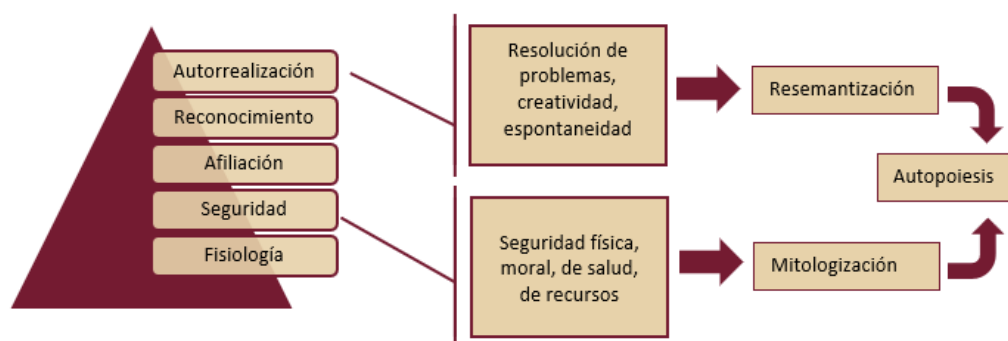 Autorrealización
Reconocimiento
Afiliación
Seguridad
Fisiología
Resolución de
problemas,
creatividad,
espontaneidad
Resemantización
Autopoiesis
Seguridad física,
moral, de salud,
de recursos
Mitologización